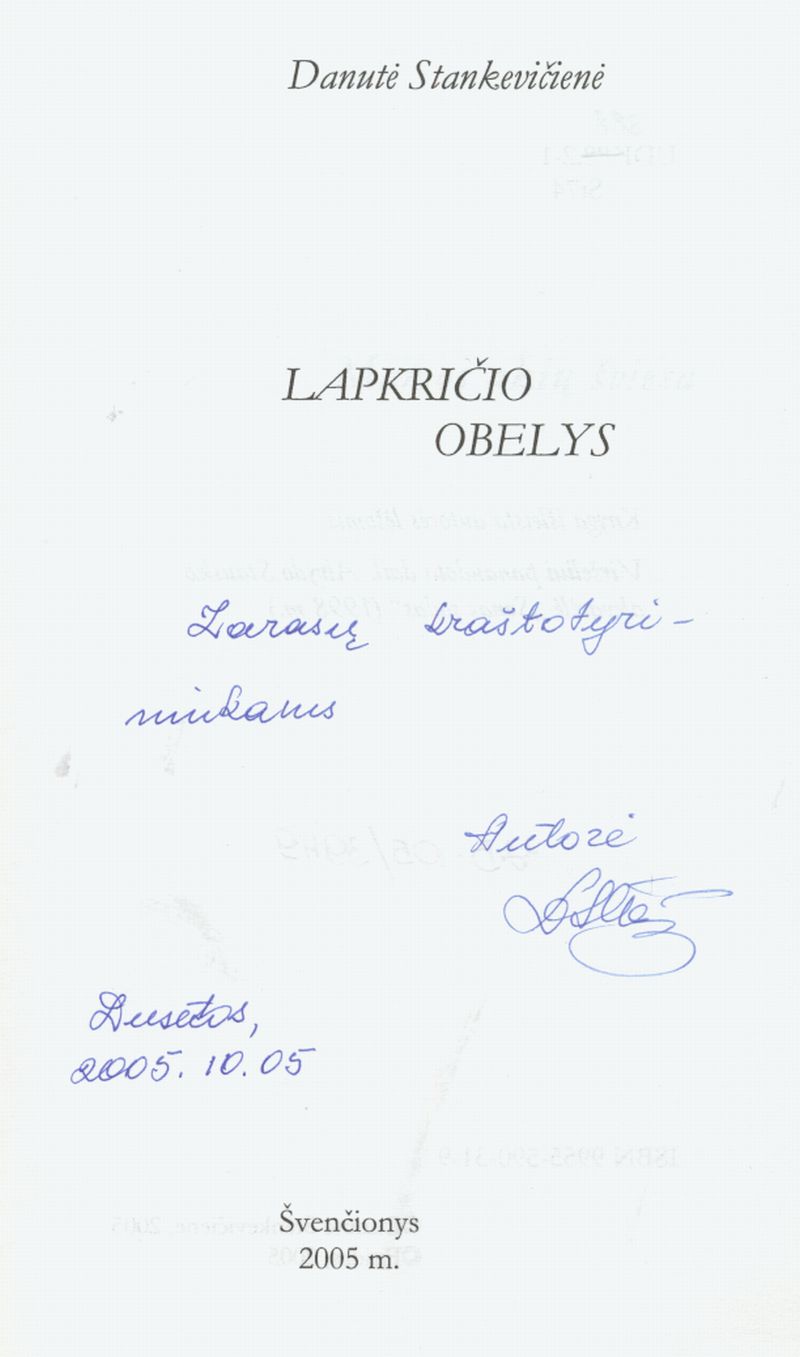 Danutė Stankevičienė
LAPKRIČIO
OBELYS
Zarasų kraštotyri-
ninkams
Autorė
Dusetos,
2005. 10. 05
Švenčionys
2005 m.